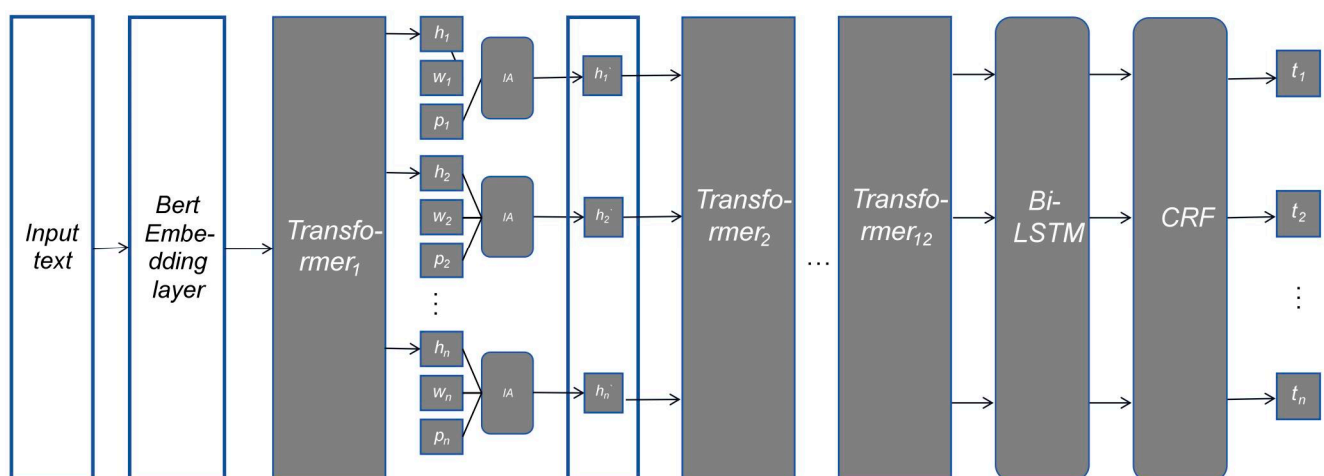 Input
text
Bert
Embe-
dding
layer
Transfo-
rmer₁
h₁
w₁
p₁
IA
h₁'
h₂
w₂
p₂
IA
h₂'
⋮
hₙ
wₙ
pₙ
IA
hₙ'
Transfo-
rmer₂
...
Transfo-
rmer₁₂
Bi-
LSTM
CRF
t₁
t₂
⋮
tₙ